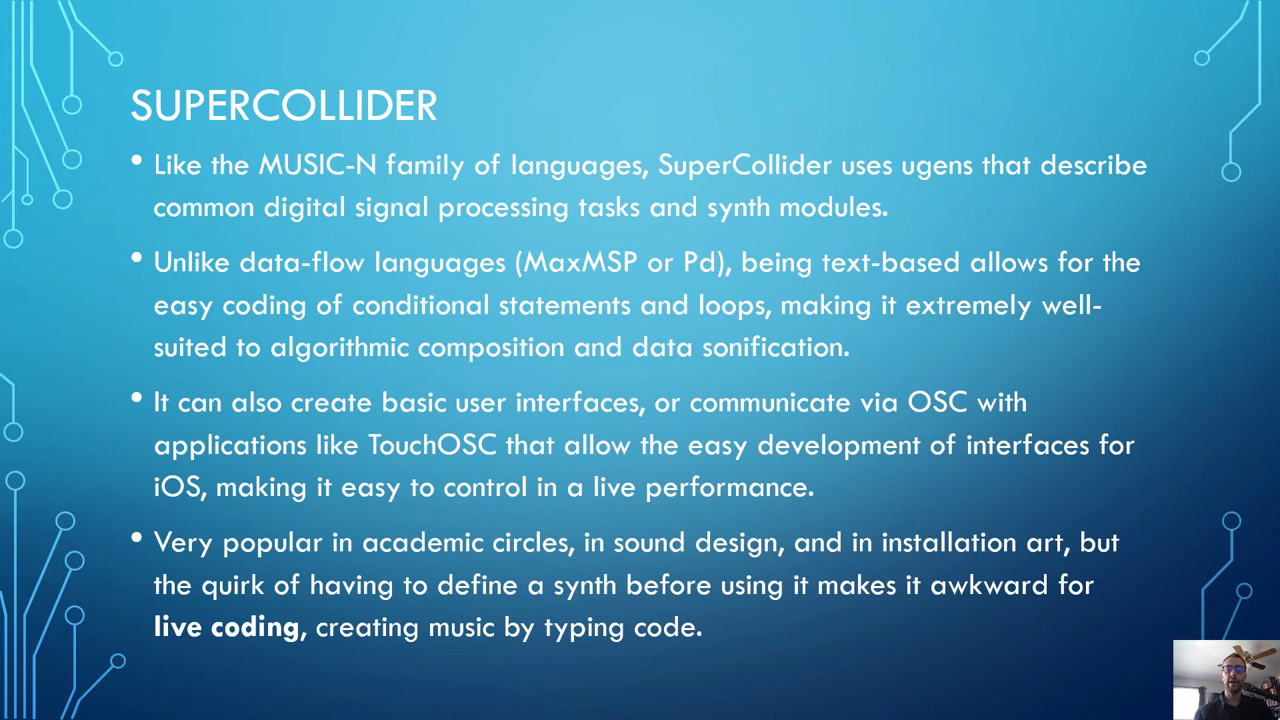 SUPERCOLLIDER
• Like the MUSIC-N family of languages, SuperCollider uses ugens that describe
common digital signal processing tasks and synth modules.
• Unlike data-flow languages (MaxMSP or Pd), being text-based allows for the
easy coding of conditional statements and loops, making it extremely well-
suited to algorithmic composition and data sonification.
• It can also create basic user interfaces, or communicate via OSC with
applications like TouchOSC that allow the easy development of interfaces for
iOS, making it easy to control in a live performance.
• Very popular in academic circles, in sound design, and in installation art, but
the quirk of having to define a synth before using it makes it awkward for
live coding, creating music by typing code.